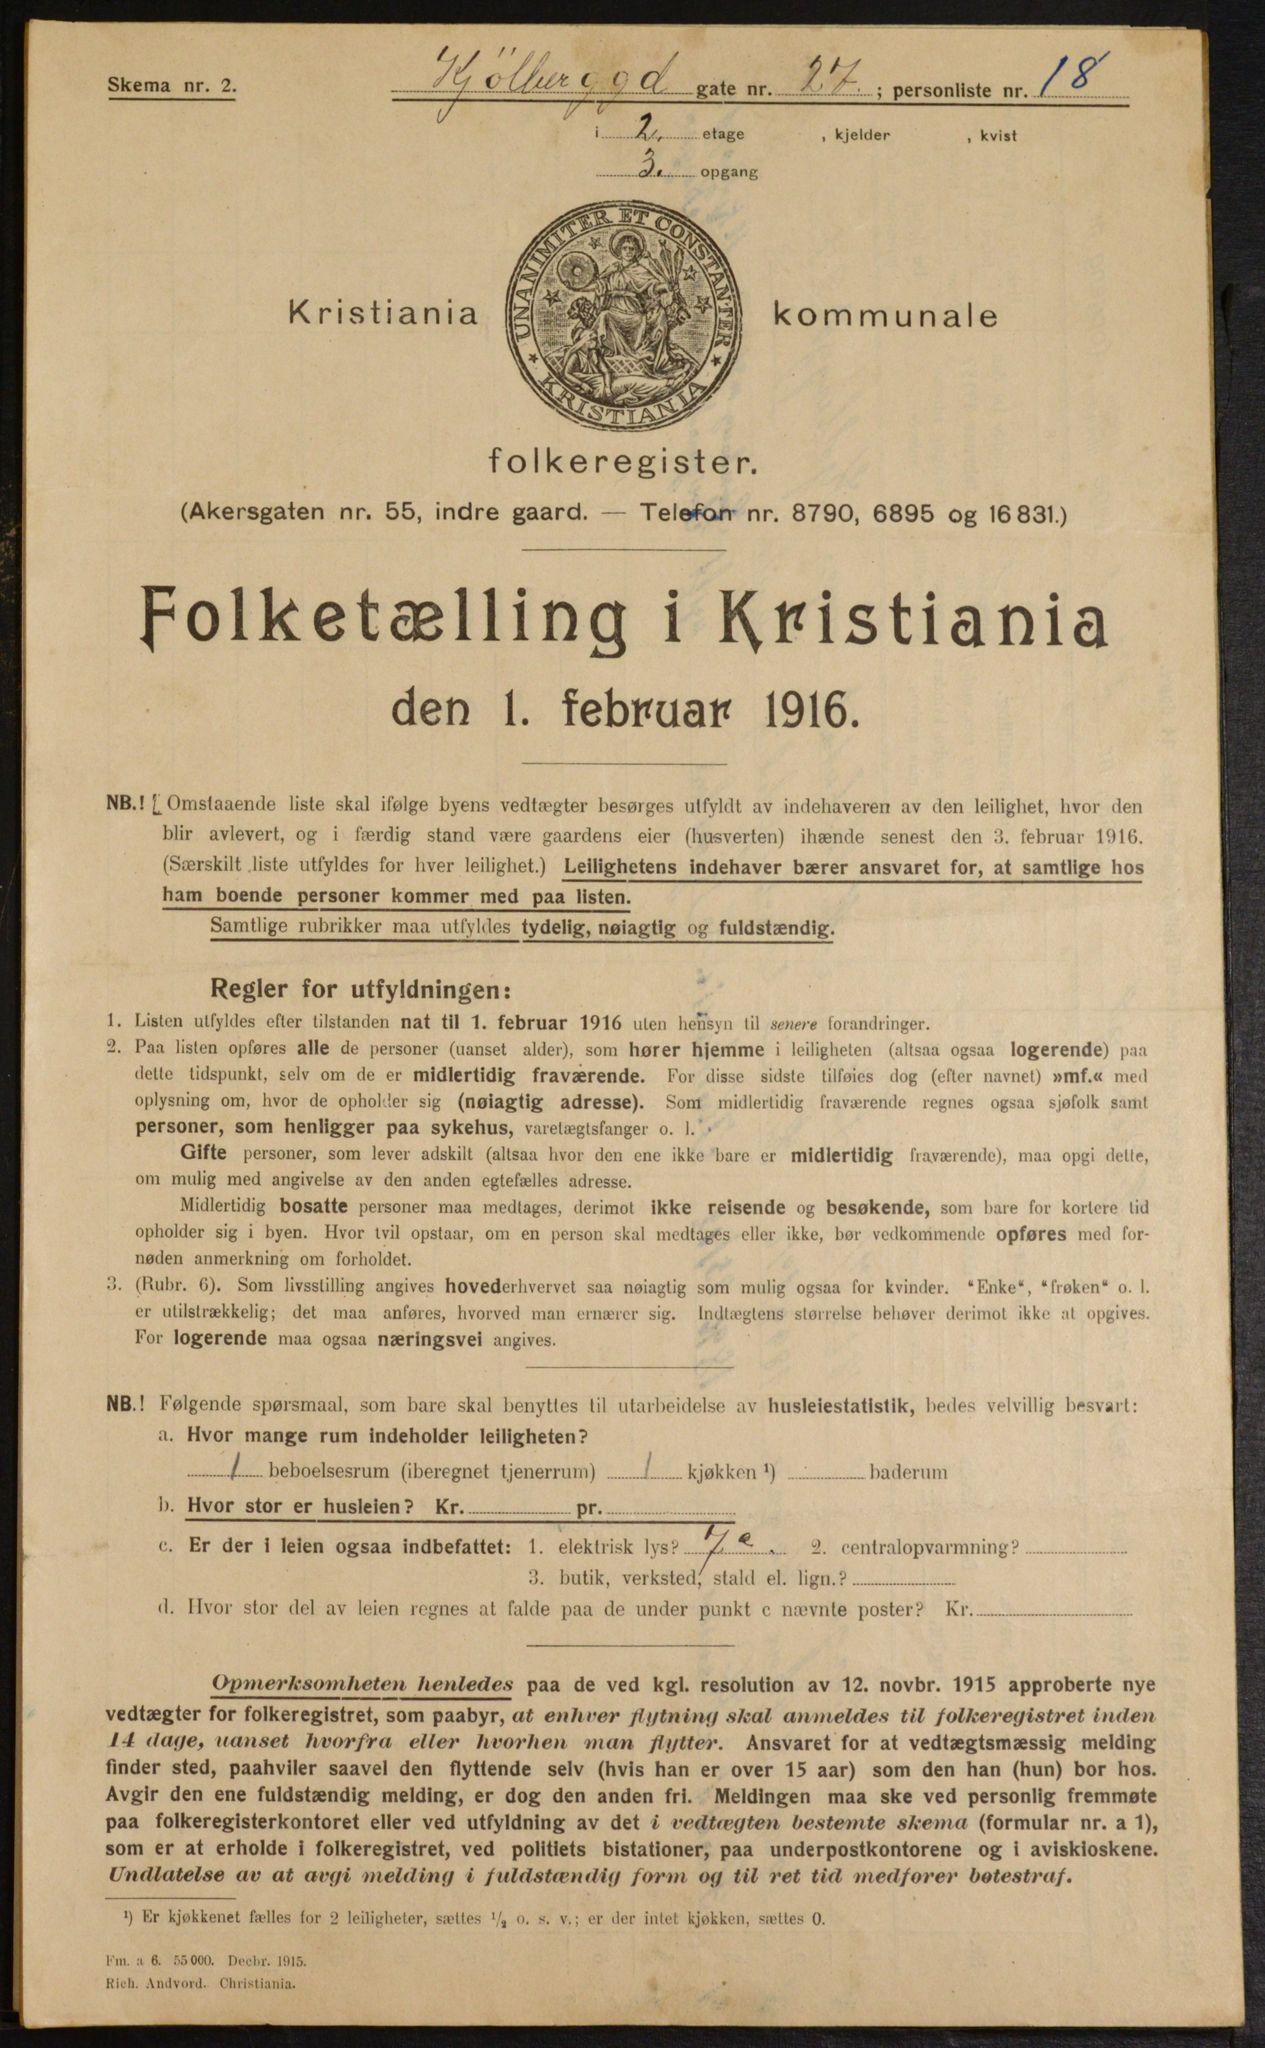 Skema nr. 2.
Kjölberggd gate nr. 27. ; personliste nr. 18
i 2. etage , kjelder , kvist
3. opgang
UNANIMITER ET CONSTANTER
KRISTIANIA
Kristiania kommunale
folkeregister.
(Akersgaten nr. 55, indre gaard. — Telefon nr. 8790, 6895 og 16831.)
Folketælling i Kristiania
den 1. februar 1916.
NB.! Omstaaende liste skal ifølge byens vedtægter besørges utfyldt av indehaveren av den leilighet, hvor den
blir avlevert, og i færdig stand være gaardens eier (husverten) ihænde senest den 3. februar 1916.
(Særskilt liste utfyldes for hver leilighet.) Leilighetens indehaver bærer ansvaret for, at samtlige hos
ham boende personer kommer med paa listen.
Samtlige rubrikker maa utfyldes tydelig, nøiagtig og fuldstændig.
Regler for utfyldningen:
1. Listen utfyldes efter tilstanden nat til 1. februar 1916 uten hensyn til senere forandringer.
2. Paa listen opføres alle de personer (uanset alder), som hører hjemme i leiligheten (altsaa ogsaa logerende) paa
dette tidspunkt, selv om de er midlertidig fraværende. For disse sidste tilføies dog (efter navnet) »mf.« med
oplysning om, hvor de opholder sig (nøiagtig adresse). Som midlertidig fraværende regnes ogsaa sjøfolk samt
personer, som henligger paa sykehus, varetægtsfanger o. l.
Gifte personer, som lever adskilt (altsaa hvor den ene ikke bare er midlertidig fraværende), maa opgi dette,
om mulig med angivelse av den anden egtefælles adresse.
Midlertidig bosatte personer maa medtages, derimot ikke reisende og besøkende, som bare for kortere tid
opholder sig i byen. Hvor tvil opstaar, om en person skal medtages eller ikke, bør vedkommende opføres med for-
nøden anmerkning om forholdet.
3. (Rubr. 6). Som livsstilling angives hovederhvervet saa nøiagtig som mulig ogsaa for kvinder. "Enke", "frøken" o. l.
er utilstrækkelig; det maa anføres, hvorved man ernærer sig. Indtægtens størrelse behøver derimot ikke at opgives.
For logerende maa ogsaa næringsvei angives.
NB.! Følgende spørsmaal, som bare skal benyttes til utarbeidelse av husleiestatistik, bedes velvillig besvart:
a. Hvor mange rum indeholder leiligheten?
1 beboelsesrum (iberegnet tjenerrum) 1 kjøkken ¹) baderum
b. Hvor stor er husleien? Kr. pr.
c. Er der i leien ogsaa indbefattet: 1. elektrisk lys? Je. 2. centralopvarmning?
3. butik, verksted, stald el. lign.?
d. Hvor stor del av leien regnes at falde paa de under punkt c nævnte poster? Kr.
Opmerksomheten henledes paa de ved kgl. resolution av 12. novbr. 1915 approberte nye
vedtægter for folkeregistret, som paabyr, at enhver flytning skal anmeldes til folkeregistret inden
14 dage, uanset hvorfra eller hvorhen man flytter. Ansvaret for at vedtægtsmæssig melding
finder sted, paahviler saavel den flyttende selv (hvis han er over 15 aar) som den han (hun) bor hos.
Avgir den ene fuldstændig melding, er dog den anden fri. Meldingen maa ske ved personlig fremmøte
paa folkeregisterkontoret eller ved utfyldning av det i vedtægten bestemte skema (formular nr. a 1),
som er at erholde i folkeregistret, ved politiets bistationer, paa underpostkontorene og i aviskioskene.
Undlatelse av at avgi melding i fuldstændig form og til ret tid medfører bøtestraf.
¹) Er kjøkkenet fælles for 2 leiligheter, sættes ½ o. s. v.; er der intet kjøkken, sættes 0.
Fm. a 6. 55000. Decbr. 1915.
Rich. Andvord. Christiania.